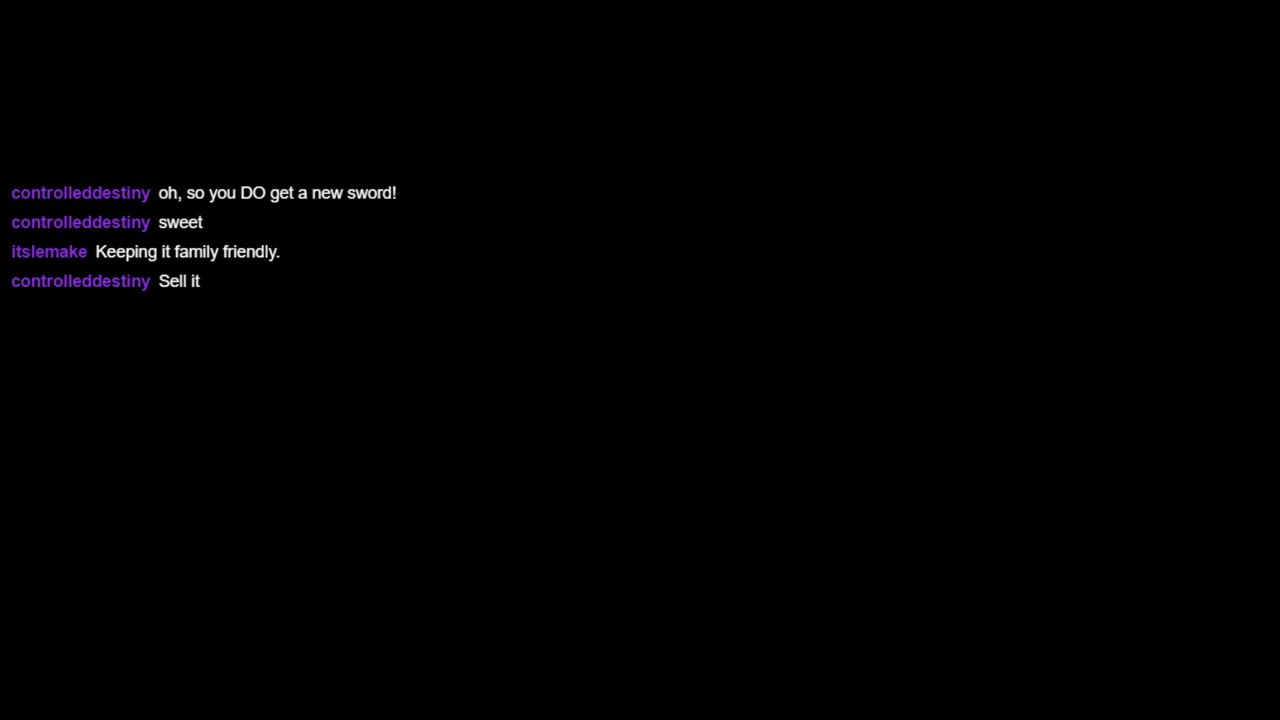 controlleddestiny oh, so you DO get a new sword!
controlleddestiny sweet
itslemake Keeping it family friendly.
controlleddestiny Sell it